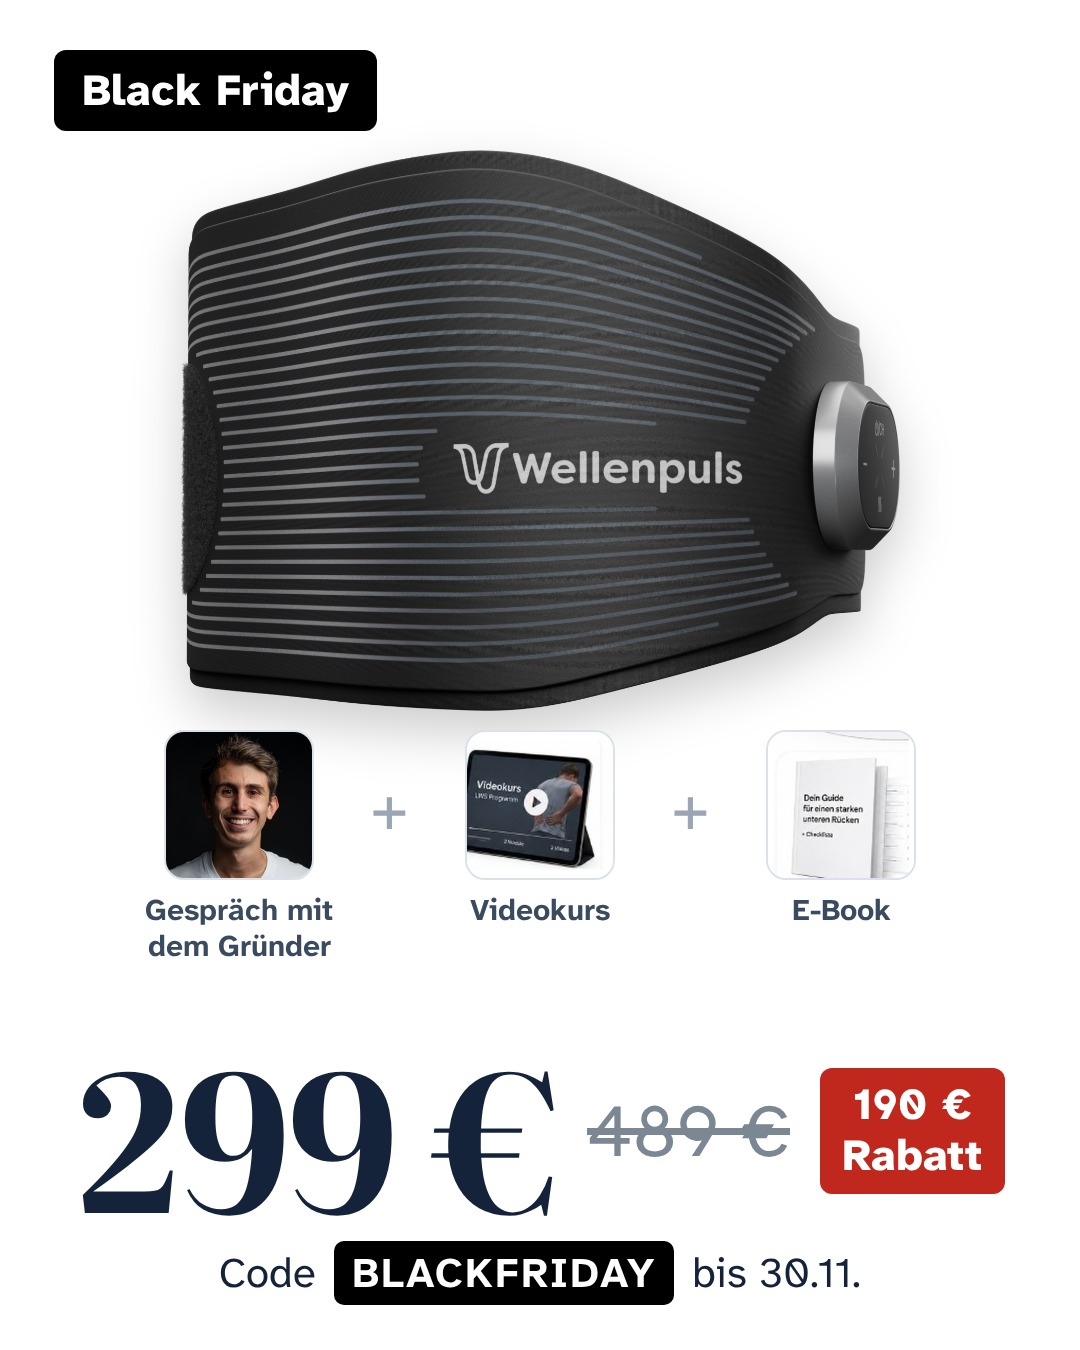 Black Friday
Wellenpuls
Videokurs
LWS Programm
Dein Guide
für einen starken
unteren Rücken
+ Checkliste
Gespräch mit
dem Gründer
+
Videokurs
+
E-Book
299 €
489 €
190 €
Rabatt
Code BLACKFRIDAY bis 30.11.